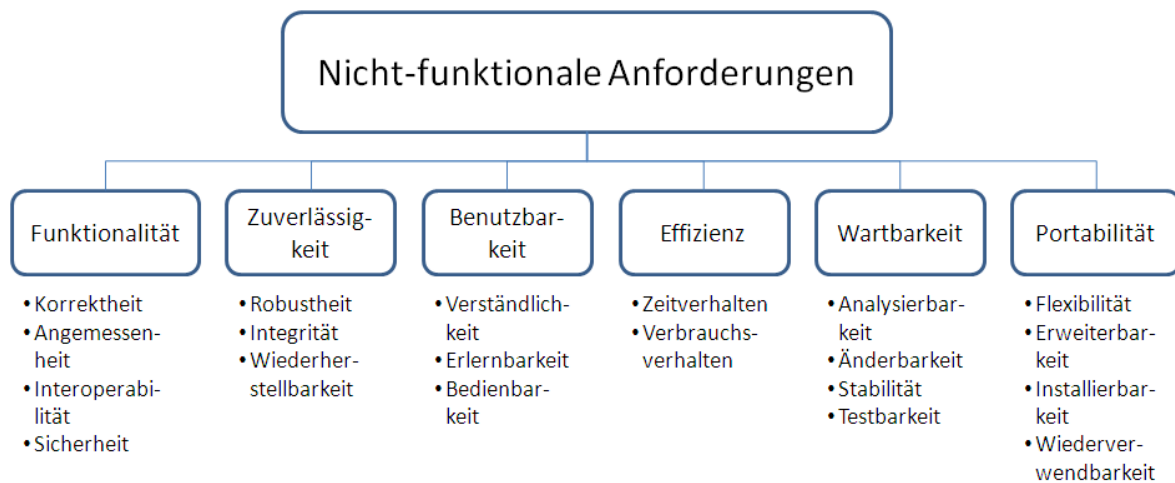 Nicht-funktionale Anforderungen
Funktionalität
• Korrektheit
• Angemessen-
heit
• Interoperabi-
lität
• Sicherheit
Zuverlässig-
keit
• Robustheit
• Integrität
• Wiederher-
stellbarkeit
Benutzbar-
keit
• Verständlich-
keit
• Erlernbarkeit
• Bedienbar-
keit
Effizienz
• Zeitverhalten
• Verbrauchs-
verhalten
Wartbarkeit
• Analysierbar-
keit
• Änderbarkeit
• Stabilität
• Testbarkeit
Portabilität
• Flexibilität
• Erweiterbar-
keit
• Installierbar-
keit
• Wiederver-
wendbarkeit